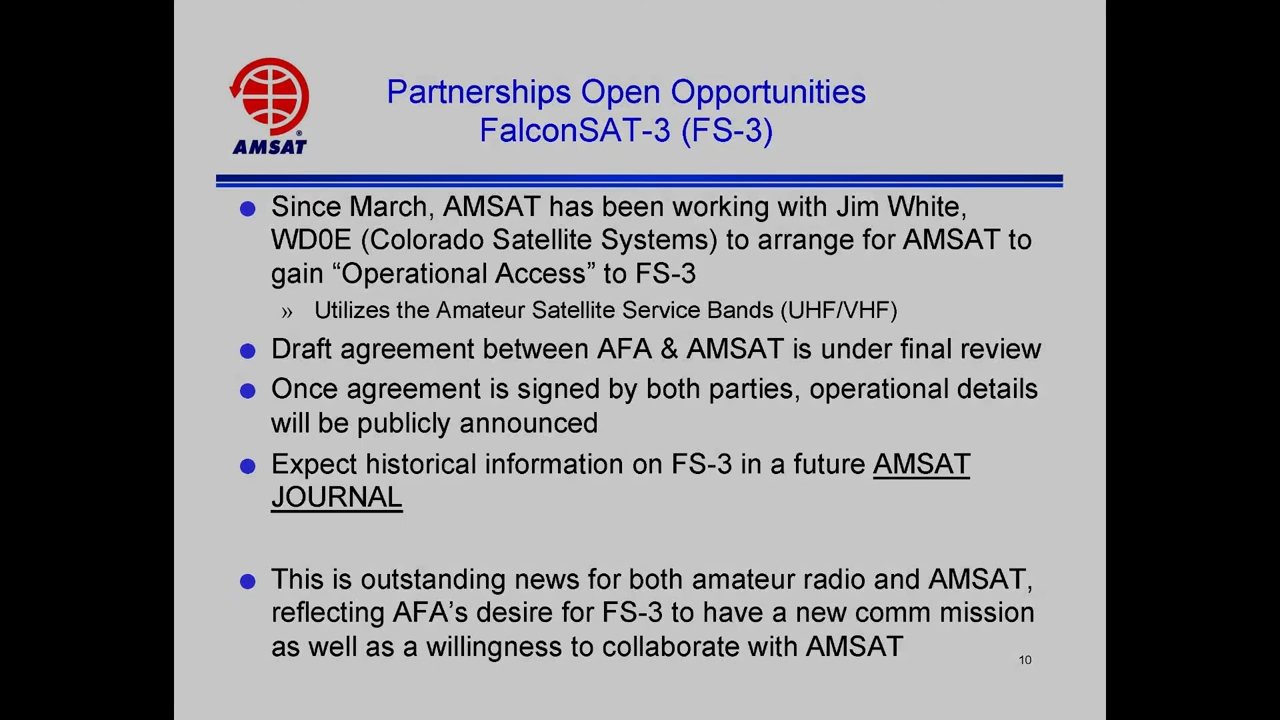 Partnerships Open Opportunities
FalconSAT-3 (FS-3)
®
AMSAT
● Since March, AMSAT has been working with Jim White,
WD0E (Colorado Satellite Systems) to arrange for AMSAT to
gain “Operational Access” to FS-3
» Utilizes the Amateur Satellite Service Bands (UHF/VHF)
● Draft agreement between AFA & AMSAT is under final review
● Once agreement is signed by both parties, operational details
will be publicly announced
● Expect historical information on FS-3 in a future AMSAT
JOURNAL
● This is outstanding news for both amateur radio and AMSAT,
reflecting AFA’s desire for FS-3 to have a new comm mission
as well as a willingness to collaborate with AMSAT
10